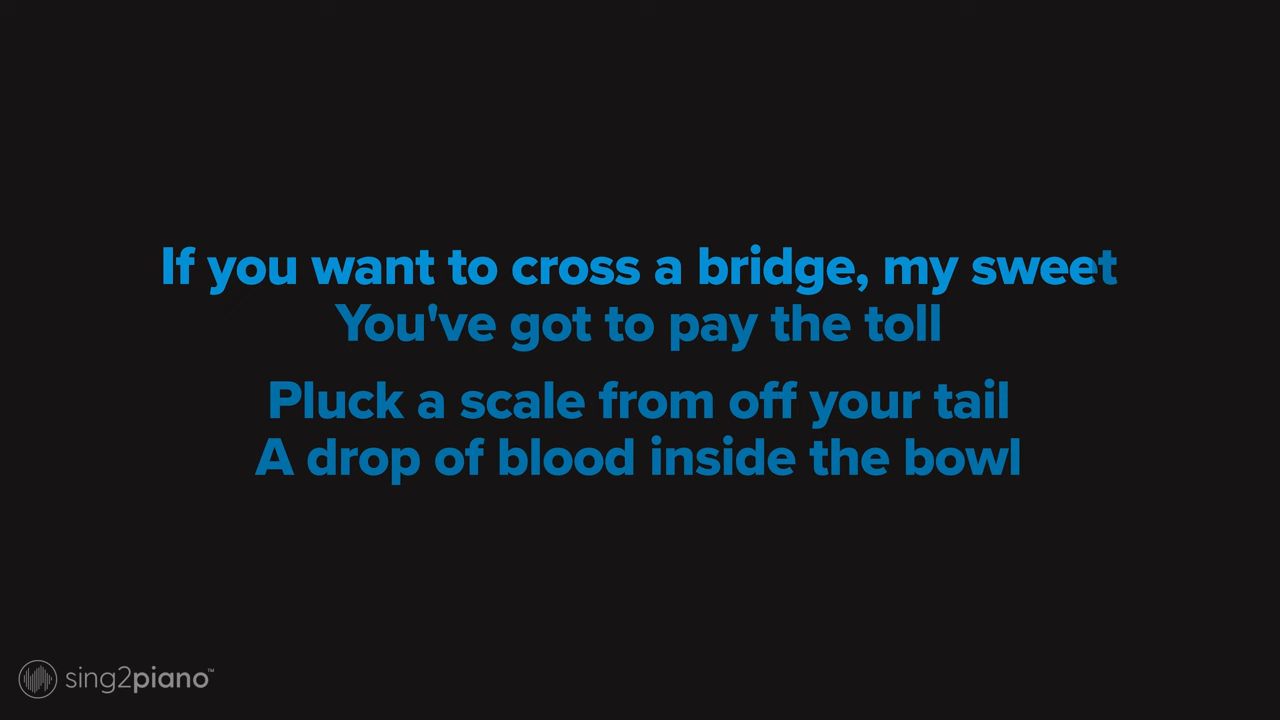 If you want to cross a bridge, my sweet
You've got to pay the toll
Pluck a scale from off your tail
A drop of blood inside the bowl
sing2piano™